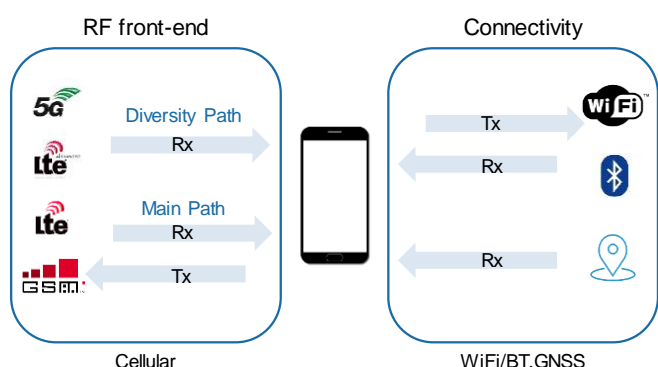 RF front-end
Connectivity
5G
Diversity Path
Rx
lte
Main Path
lte
Rx
Tx
GSM
Wi Fi
Tx
Rx
Rx
Cellular
WiFi/BT,GNSS